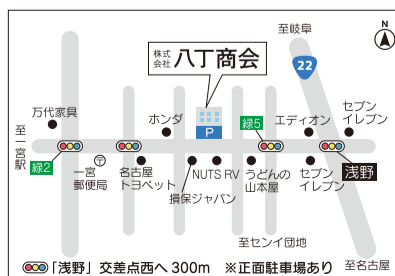 至岐阜
N
株式会社 八丁商会
22
万代家具
ホンダ
P
緑5
エディオン
セブン
イレブン
至一宮駅
緑2
一宮
郵便局
名古屋
トヨペット
NUTS RV
損保ジャパン
うどんの
山本屋
セブン
イレブン
浅野
至センイ団地
至名古屋
「浅野」交差点西へ300m ※正面駐車場あり